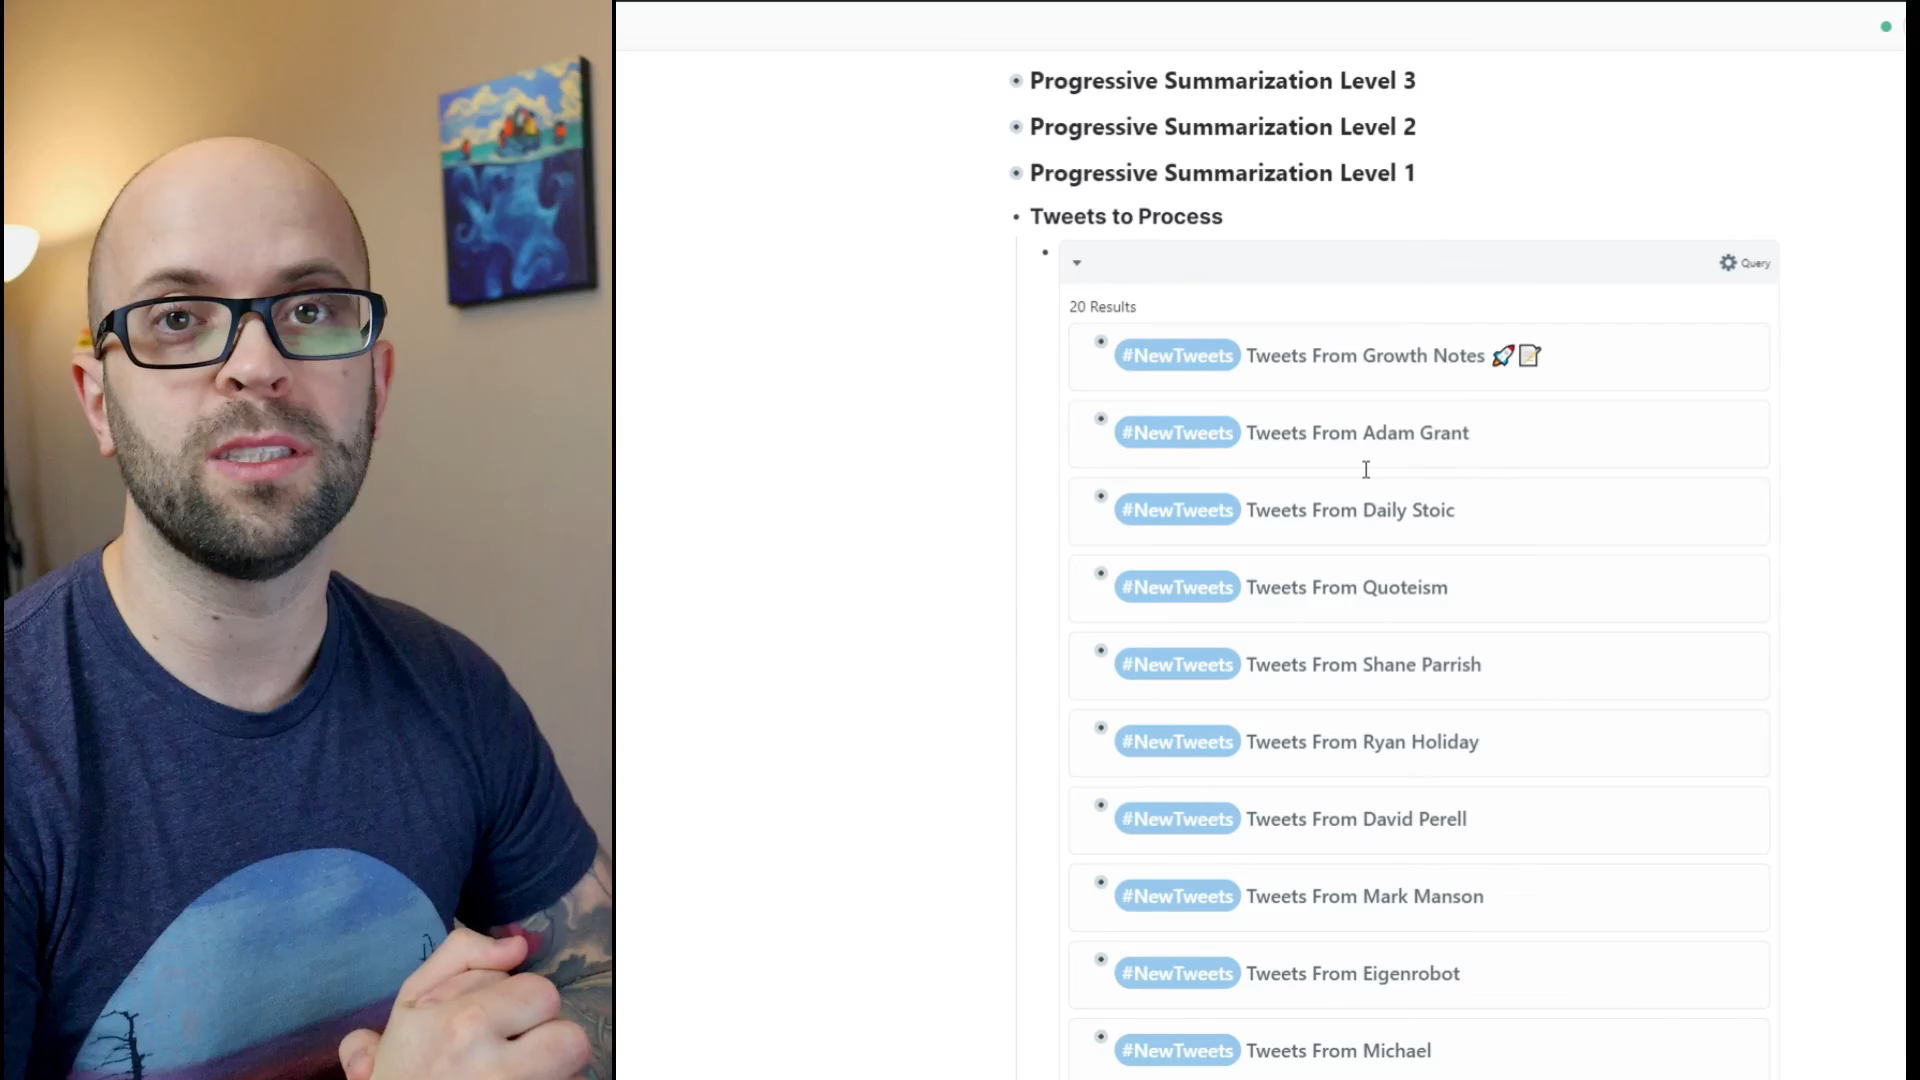 Progressive Summarization Level 3
Progressive Summarization Level 2
Progressive Summarization Level 1
Tweets to Process
Query
20 Results
#NewTweets Tweets From Growth Notes 🚀📝
#NewTweets Tweets From Adam Grant
#NewTweets Tweets From Daily Stoic
#NewTweets Tweets From Quoteism
#NewTweets Tweets From Shane Parrish
#NewTweets Tweets From Ryan Holiday
#NewTweets Tweets From David Perell
#NewTweets Tweets From Mark Manson
#NewTweets Tweets From Eigenrobot
#NewTweets Tweets From Michael